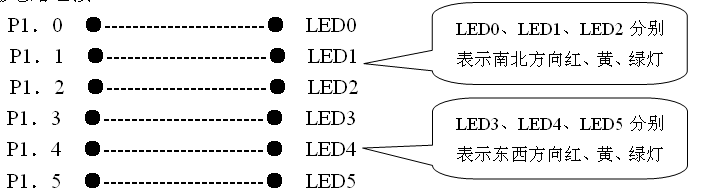 P1．0 LED0
P1．1 LED1
P1．2 LED2
P1．3 LED3
P1．4 LED4
P1．5 LED5
LED0、LED1、LED2 分别
表示南北方向红、黄、绿灯
LED3、LED4、LED5 分别
表示东西方向红、黄、绿灯